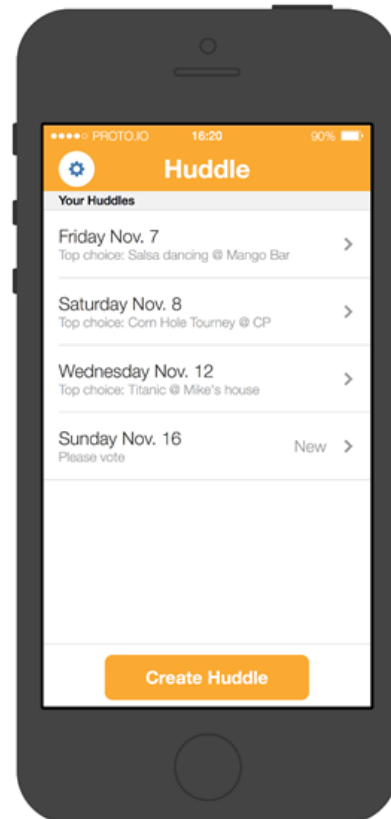 PROTO.IO 16:20 90%
Huddle
Your Huddles
Friday Nov. 7
Top choice: Salsa dancing @ Mango Bar
Saturday Nov. 8
Top choice: Corn Hole Tourney @ CP
Wednesday Nov. 12
Top choice: Titanic @ Mike's house
Sunday Nov. 16
Please vote
New
Create Huddle